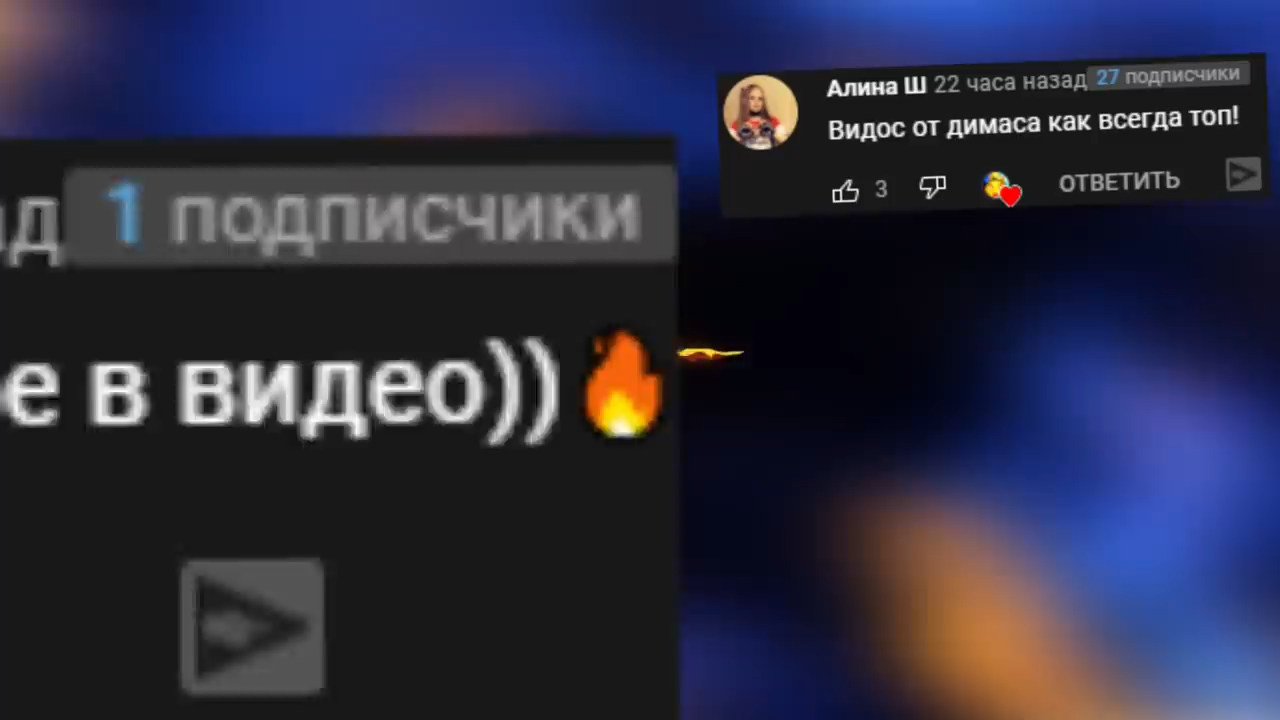 Алина Ш 22 часа назад 27 подписчики
Видос от димаса как всегда топ!
3 ОТВЕТИТЬ
1 подписчики
в видео))🔥